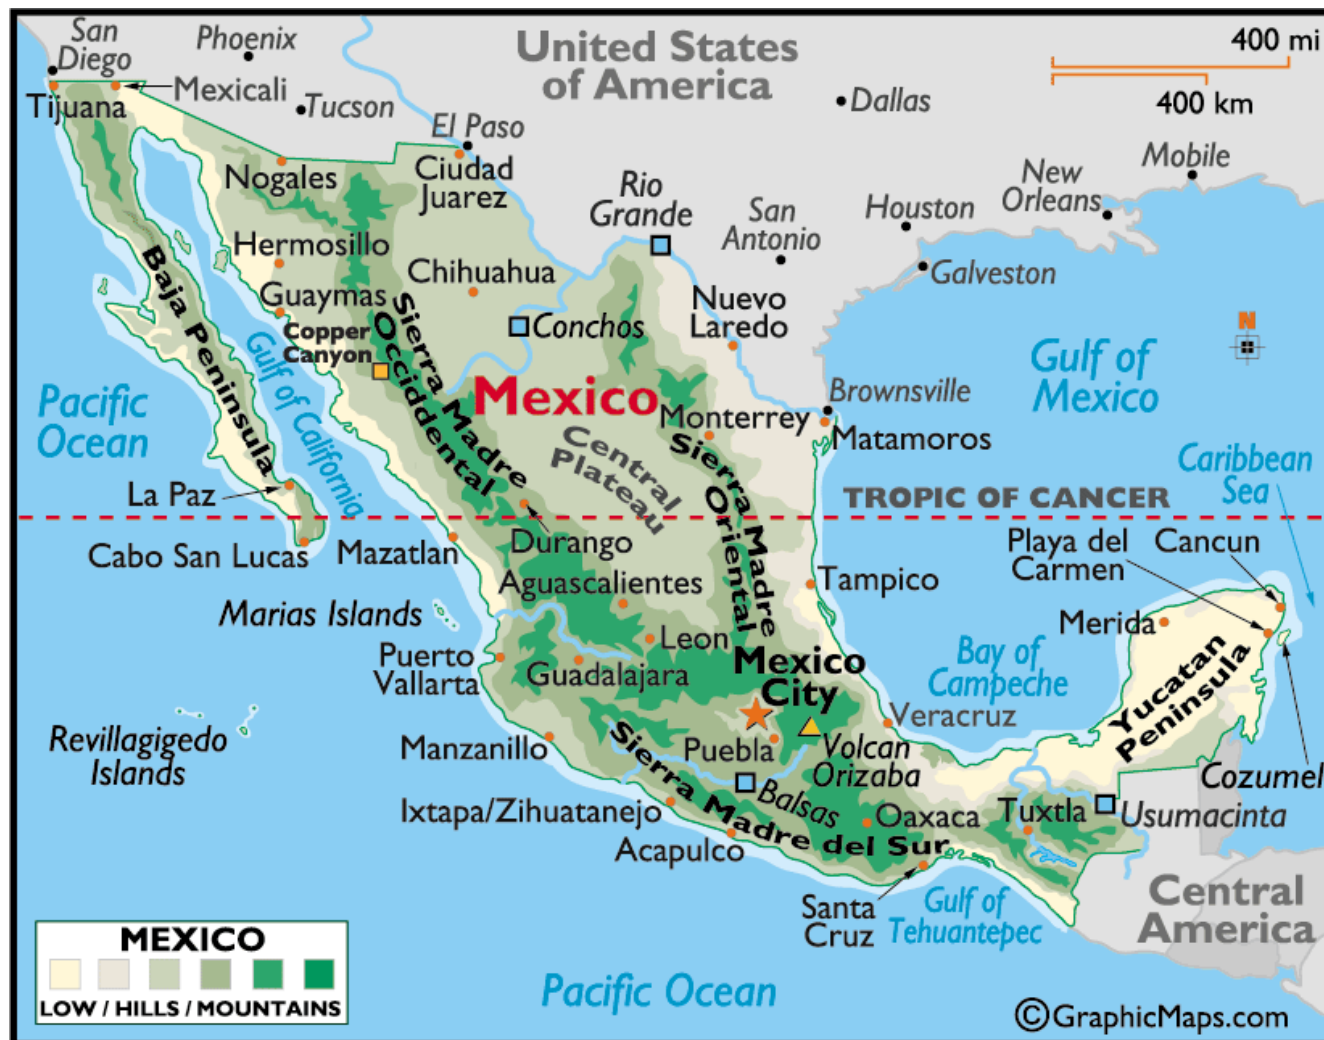 San
Diego
Phoenix
United States
of America
400 mi
400 km
Tijuana
Mexicali
Tucson
El Paso
Dallas
Nogales
Ciudad
Juarez
Rio
Grande
San
Antonio
Houston
New
Orleans
Mobile
Hermosillo
Chihuahua
Galveston
Guaymas
Nuevo
Laredo
Copper
Canyon
Conchos
N
Gulf of
Mexico
Baja Peninsula
Gulf of California
Sierra Madre
Occiddental
Mexico
Pacific
Ocean
Brownsville
Monterrey
Matamoros
Central
Plateau
Sierra Madre
Oriental
Caribbean
Sea
La Paz
TROPIC OF CANCER
Cabo San Lucas
Mazatlan
Durango
Playa del
Carmen
Cancun
Aguascalientes
Tampico
Marias Islands
Merida
Leon
Puerto
Vallarta
Guadalajara
Mexico
City
Bay of
Campeche
Yucatan
Peninsula
Revillagigedo
Islands
Manzanillo
Puebla
Veracruz
Volcan
Orizaba
Cozumel
Sierra Madre del Sur
Balsas
Ixtapa/Zihuatanejo
Oaxaca
Tuxtla
Usumacinta
Acapulco
Santa
Cruz
Gulf of
Tehuantepec
Central
America
MEXICO
LOW / HILLS / MOUNTAINS
Pacific Ocean
©GraphicMaps.com